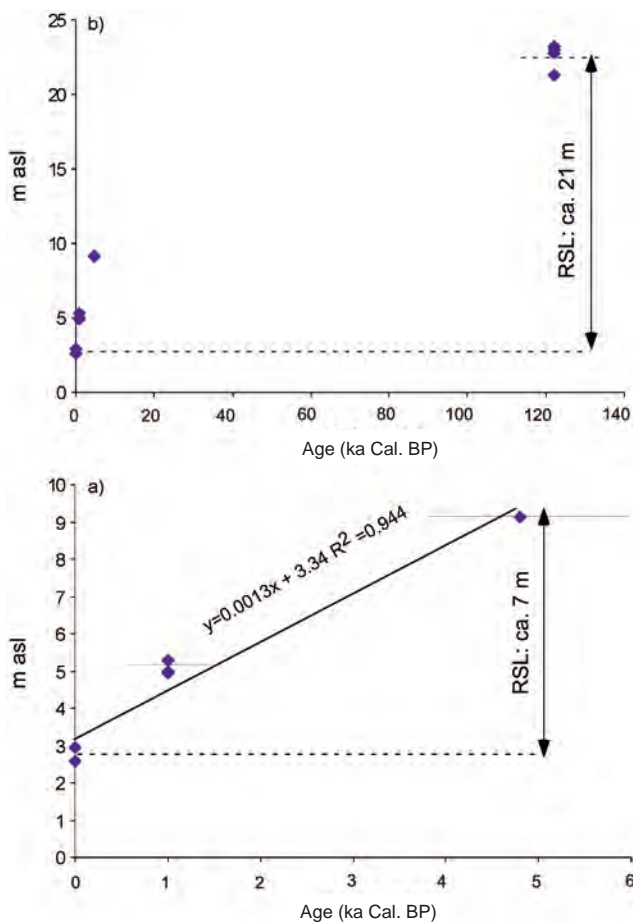 b)
25
20
15
10
5
0
m asl
RSL: ca. 21 m
0 20 40 60 80 100 120 140
Age (ka Cal. BP)
a)
10
9
8
7
6
5
4
3
2
1
0
m asl
y=0.0013x + 3.34 R² =0,944
RSL: ca. 7 m
0 1 2 3 4 5 6
Age (ka Cal. BP)